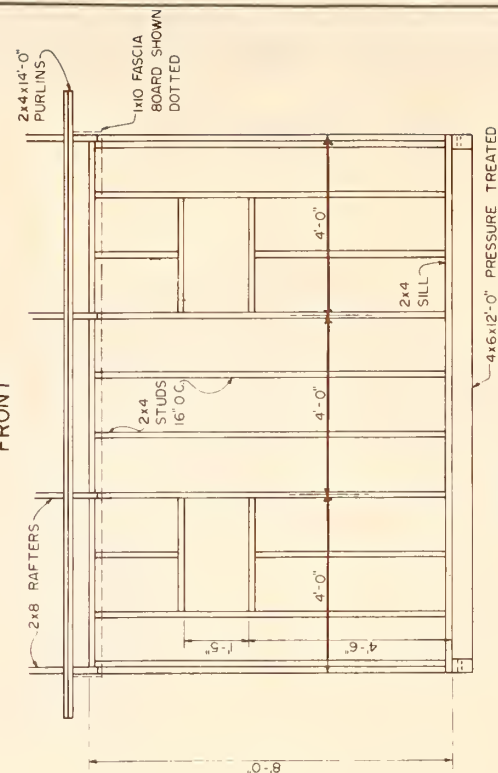 FRONT
2x4x14'-0"
PURLINS
1x10 FASCIA
BOARD SHOWN
DOTTED
2x8 RAFTERS
2x4
STUDS
16" O.C.
4'-0"
4'-0"
4'-0"
1'-5"
4'-6"
8'-0"
2x4
SILL
4x6x12'-0" PRESSURE TREATED